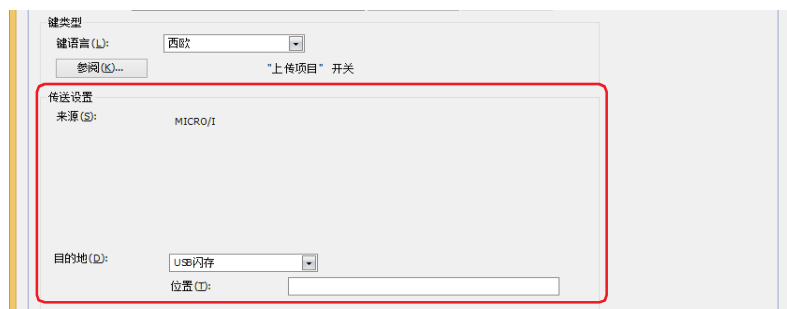 键类型
键语言(L): 西欧
参阅(K)... "上传项目" 开关
传送设置
来源(S): MICRO/I
目的地(D): USB闪存
位置(T):